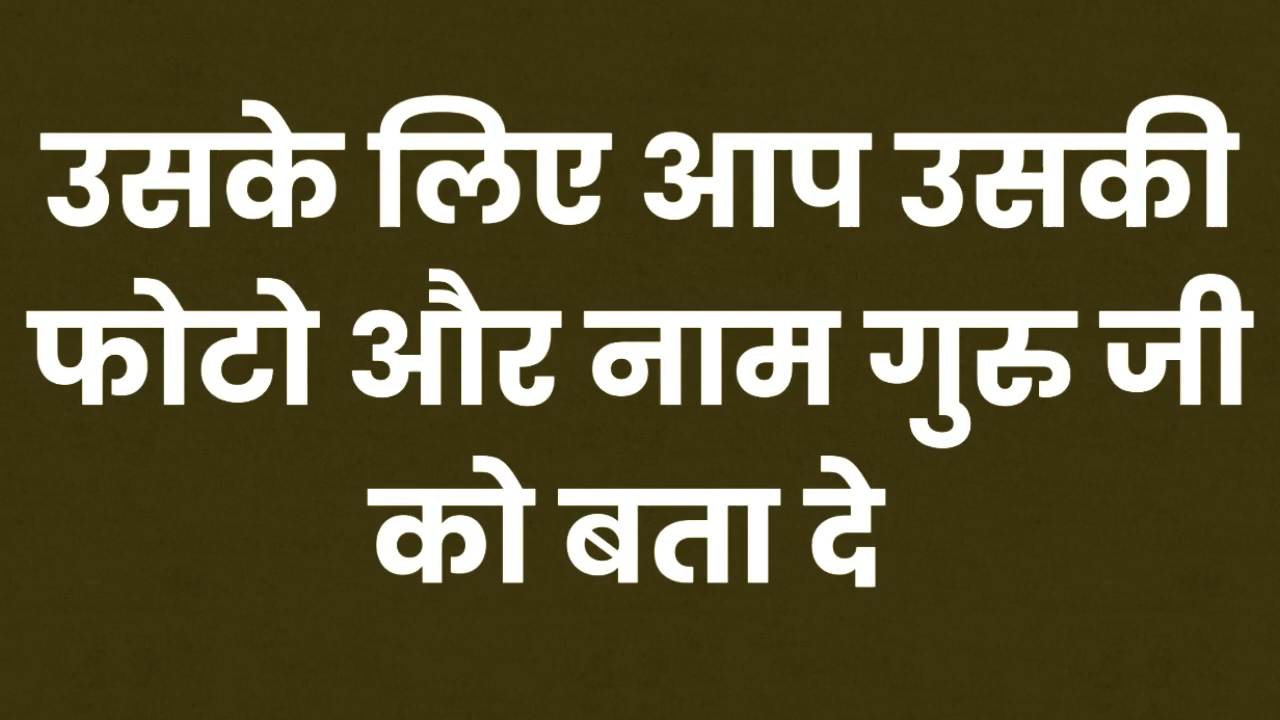 उसके लिए आप उसकी
फोटो और नाम गुरु जी
को बता दे